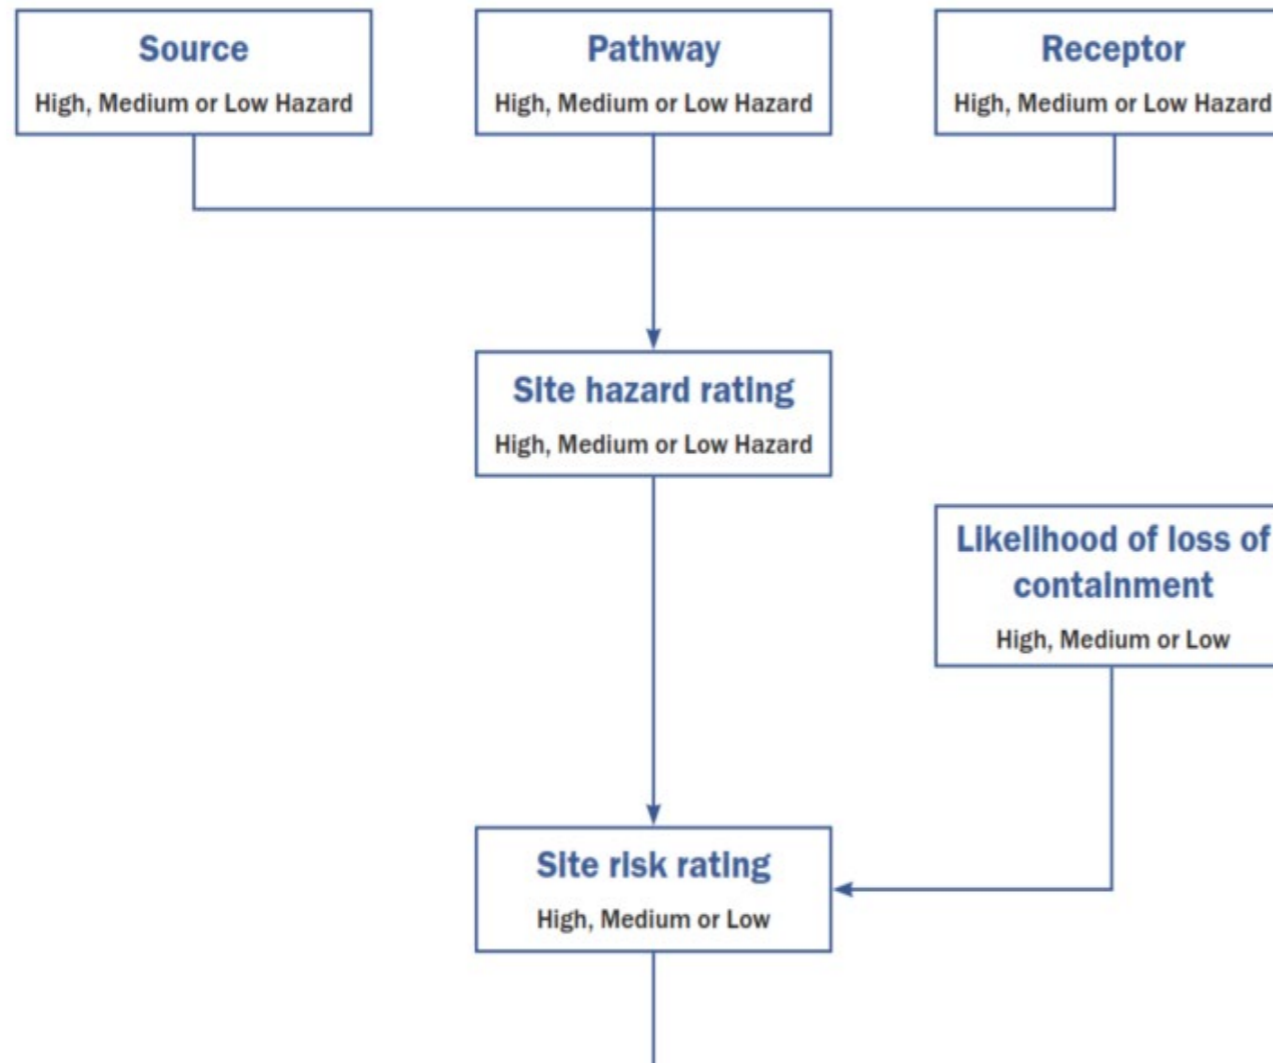 Source
High, Medium or Low Hazard
Pathway
High, Medium or Low Hazard
Receptor
High, Medium or Low Hazard
Site hazard rating
High, Medium or Low Hazard
Likelihood of loss of
containment
High, Medium or Low
Site risk rating
High, Medium or Low